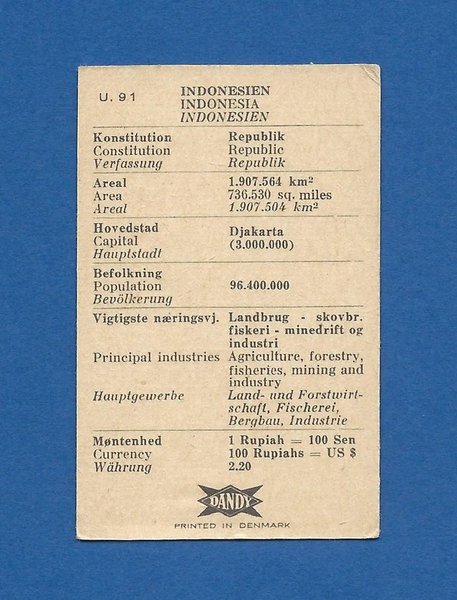 U. 91
INDONESIEN
INDONESIA
INDONESIEN
Konstitution Republik
Constitution Republic
Verfassung Republik
Areal 1.907.564 km²
Area 736.530 sq. miles
Areal 1.907.504 km²
Hovedstad Djakarta
Capital (3.000.000)
Hauptstadt
Befolkning
Population 96.400.000
Bevölkerung
Vigtigste næringsvj. Landbrug - skovbr.
fiskeri - minedrift og
industri
Principal industries Agriculture, forestry,
fisheries, mining and
industry
Hauptgewerbe Land- und Forstwirt-
schaft, Fischerei,
Bergbau, Industrie
Møntenhed 1 Rupiah = 100 Sen
Currency 100 Rupiahs = US $
Währung 2.20
DANDY
PRINTED IN DENMARK